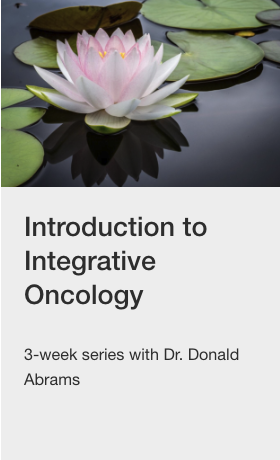 Introduction to
Integrative
Oncology
3-week series with Dr. Donald
Abrams